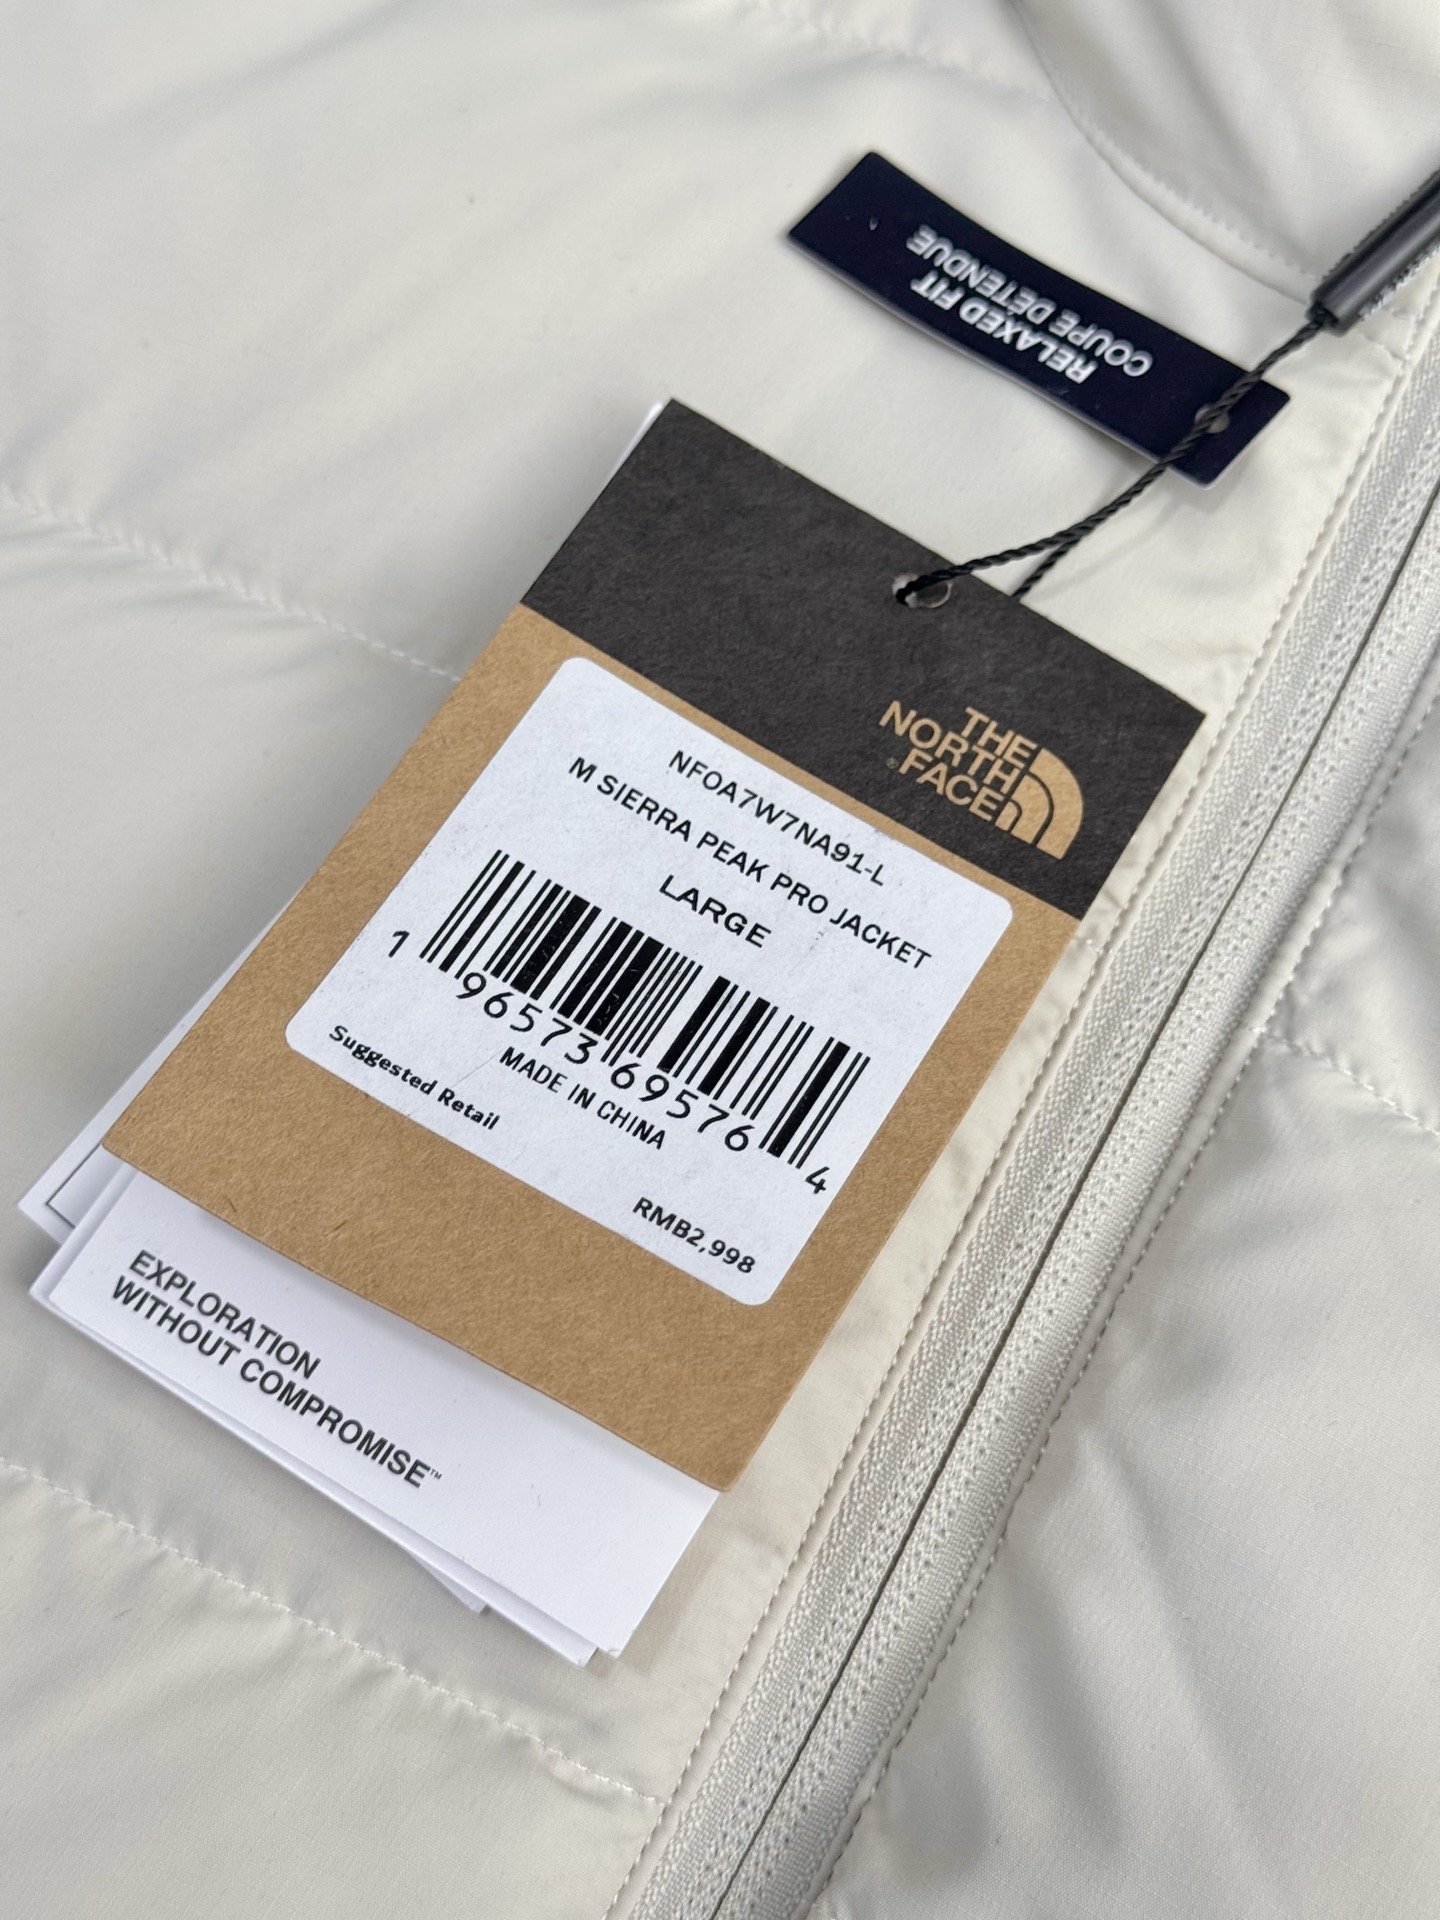 RELAXED FIT
COUPE DÉTENDUE
THE
NORTH
FACE
®
NF0A7W7NA91-L
M SIERRA PEAK PRO JACKET
LARGE
1 96573 69576 4
MADE IN CHINA
Suggested Retail
RMB2,998
EXPLORATION
WITHOUT COMPROMISE™